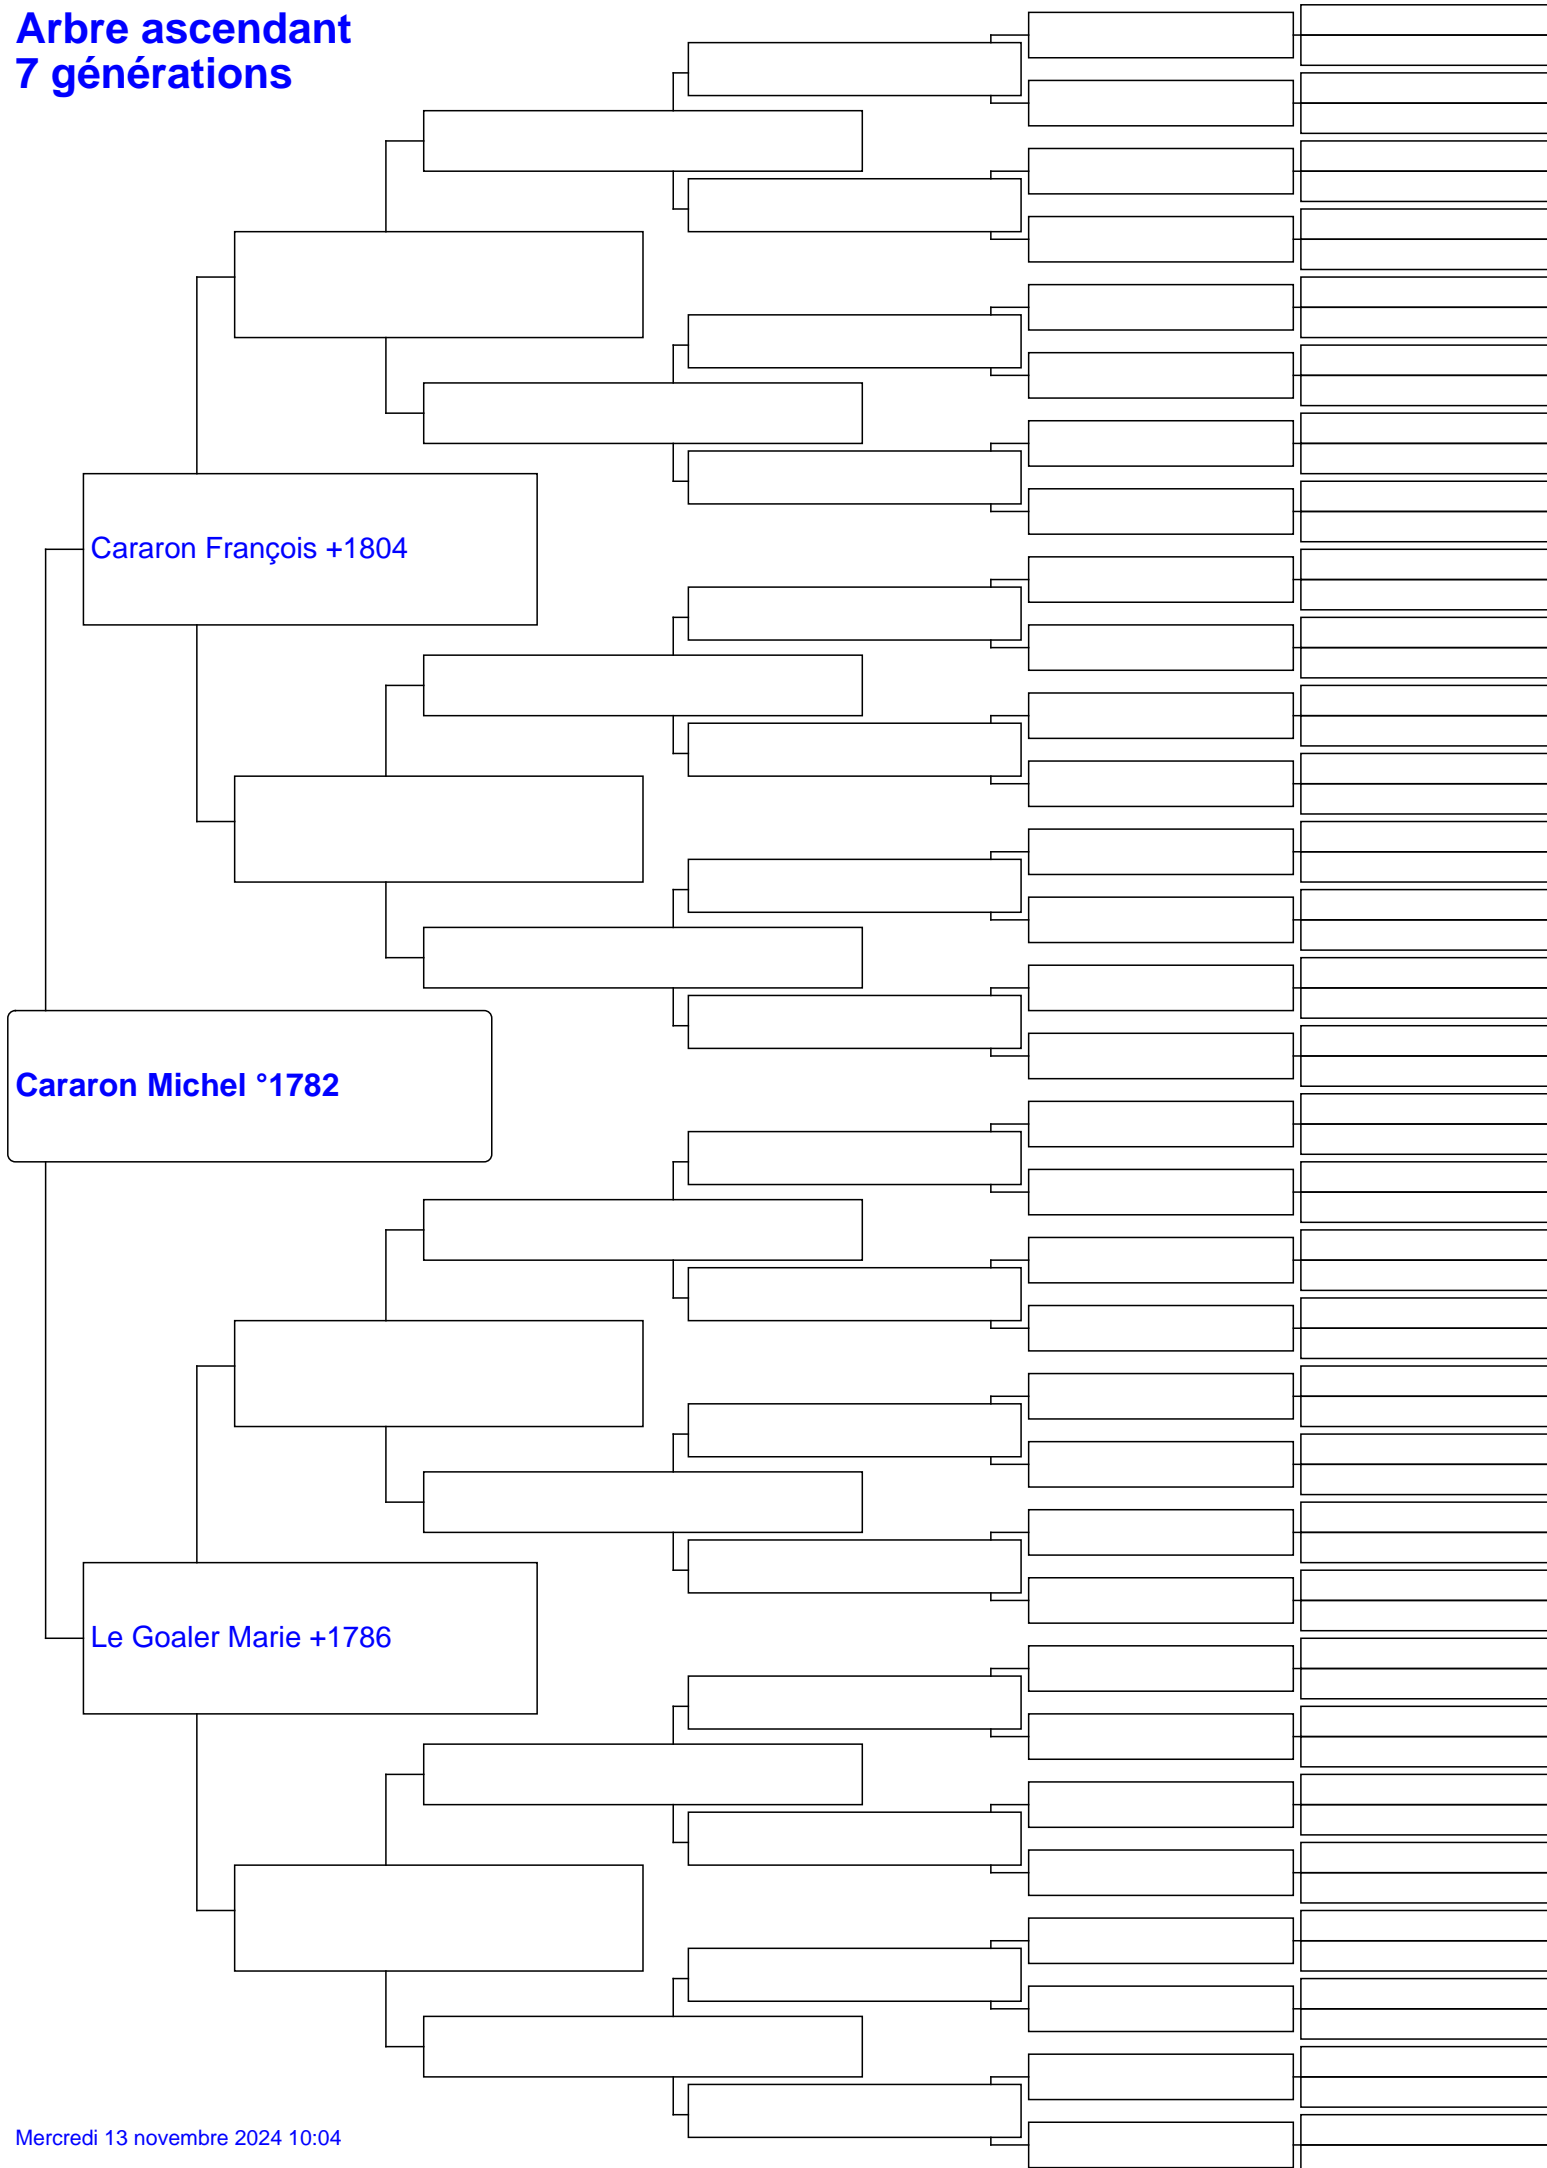 Arbre ascendant
7 générations
Cararon François +1804
Cararon Michel °1782
Le Goaler Marie +1786
Mercredi 13 novembre 2024 10:04